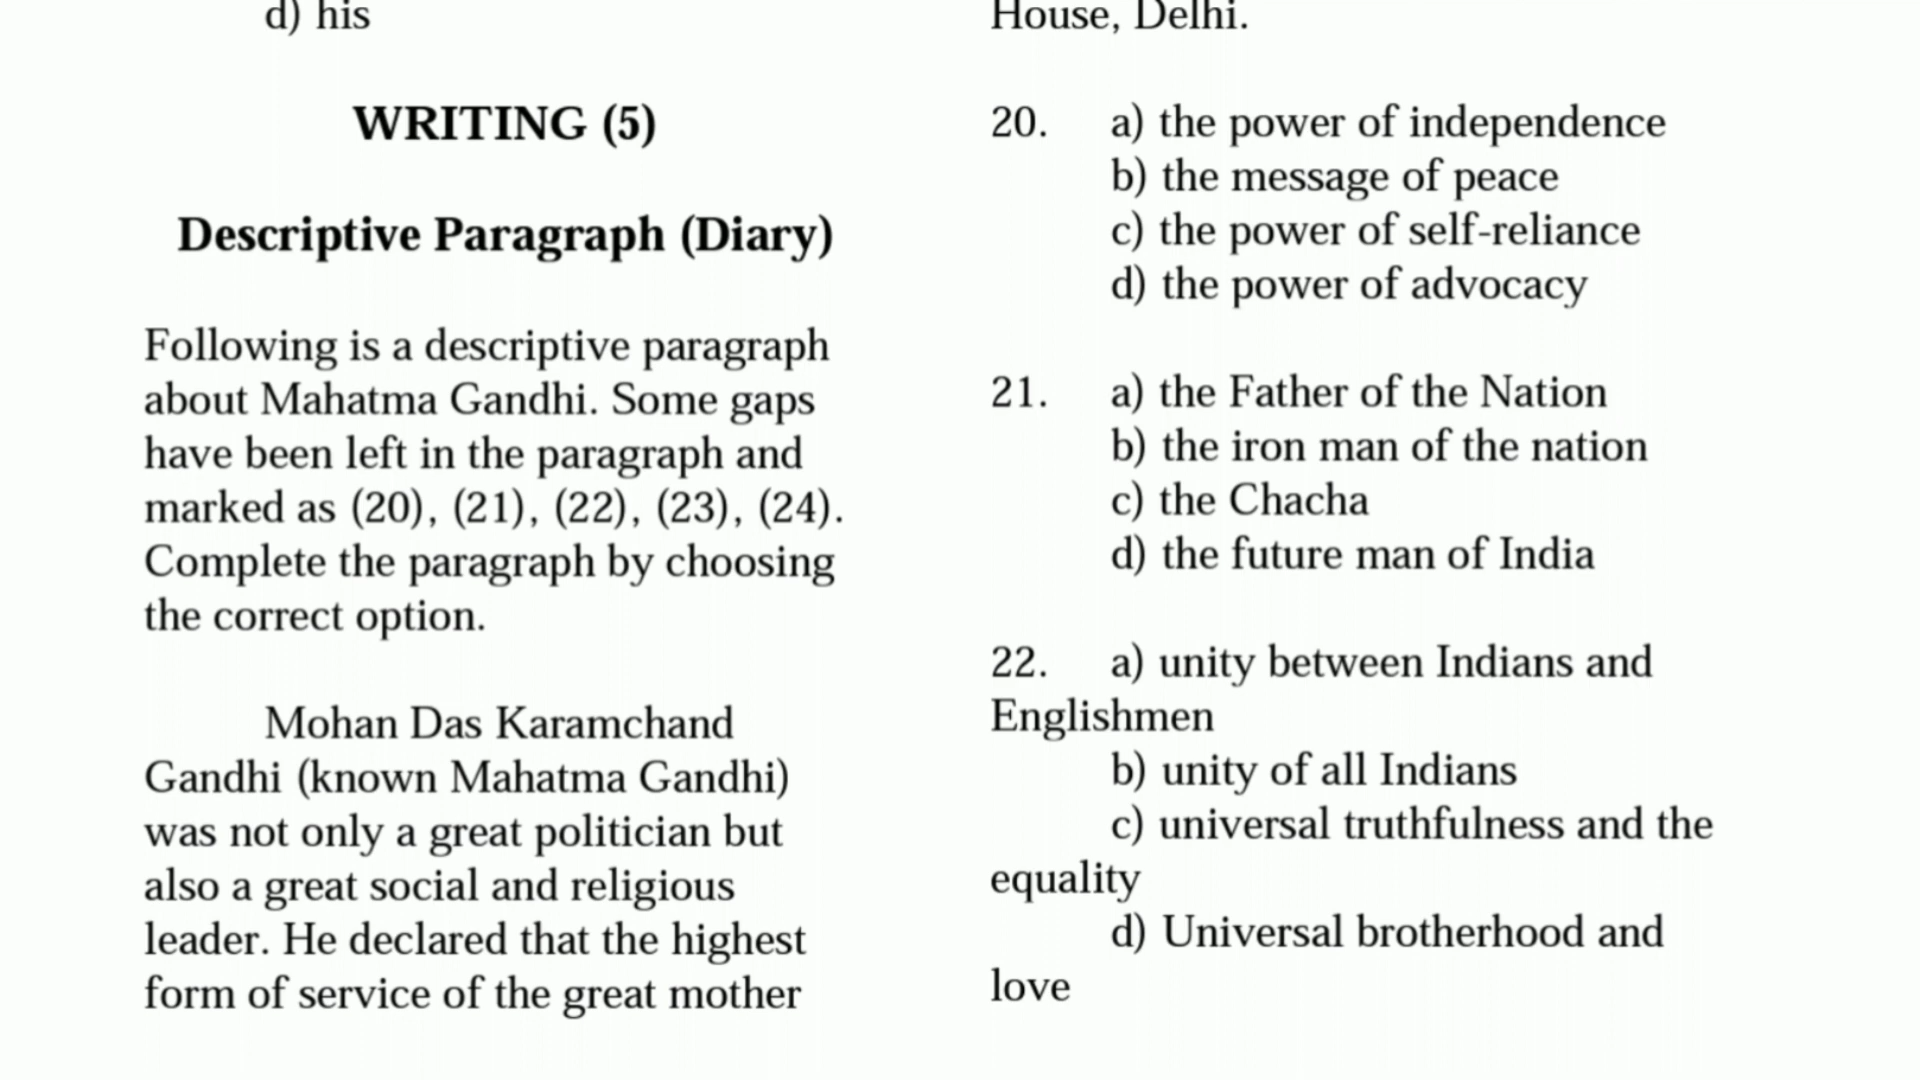 d) his
WRITING (5)
Descriptive Paragraph (Diary)
Following is a descriptive paragraph
about Mahatma Gandhi. Some gaps
have been left in the paragraph and
marked as (20), (21), (22), (23), (24).
Complete the paragraph by choosing
the correct option.
Mohan Das Karamchand
Gandhi (known Mahatma Gandhi)
was not only a great politician but
also a great social and religious
leader. He declared that the highest
form of service of the great mother
House, Delhi.
20. a) the power of independence
b) the message of peace
c) the power of self-reliance
d) the power of advocacy
21. a) the Father of the Nation
b) the iron man of the nation
c) the Chacha
d) the future man of India
22. a) unity between Indians and
Englishmen
b) unity of all Indians
c) universal truthfulness and the
equality
d) Universal brotherhood and
love